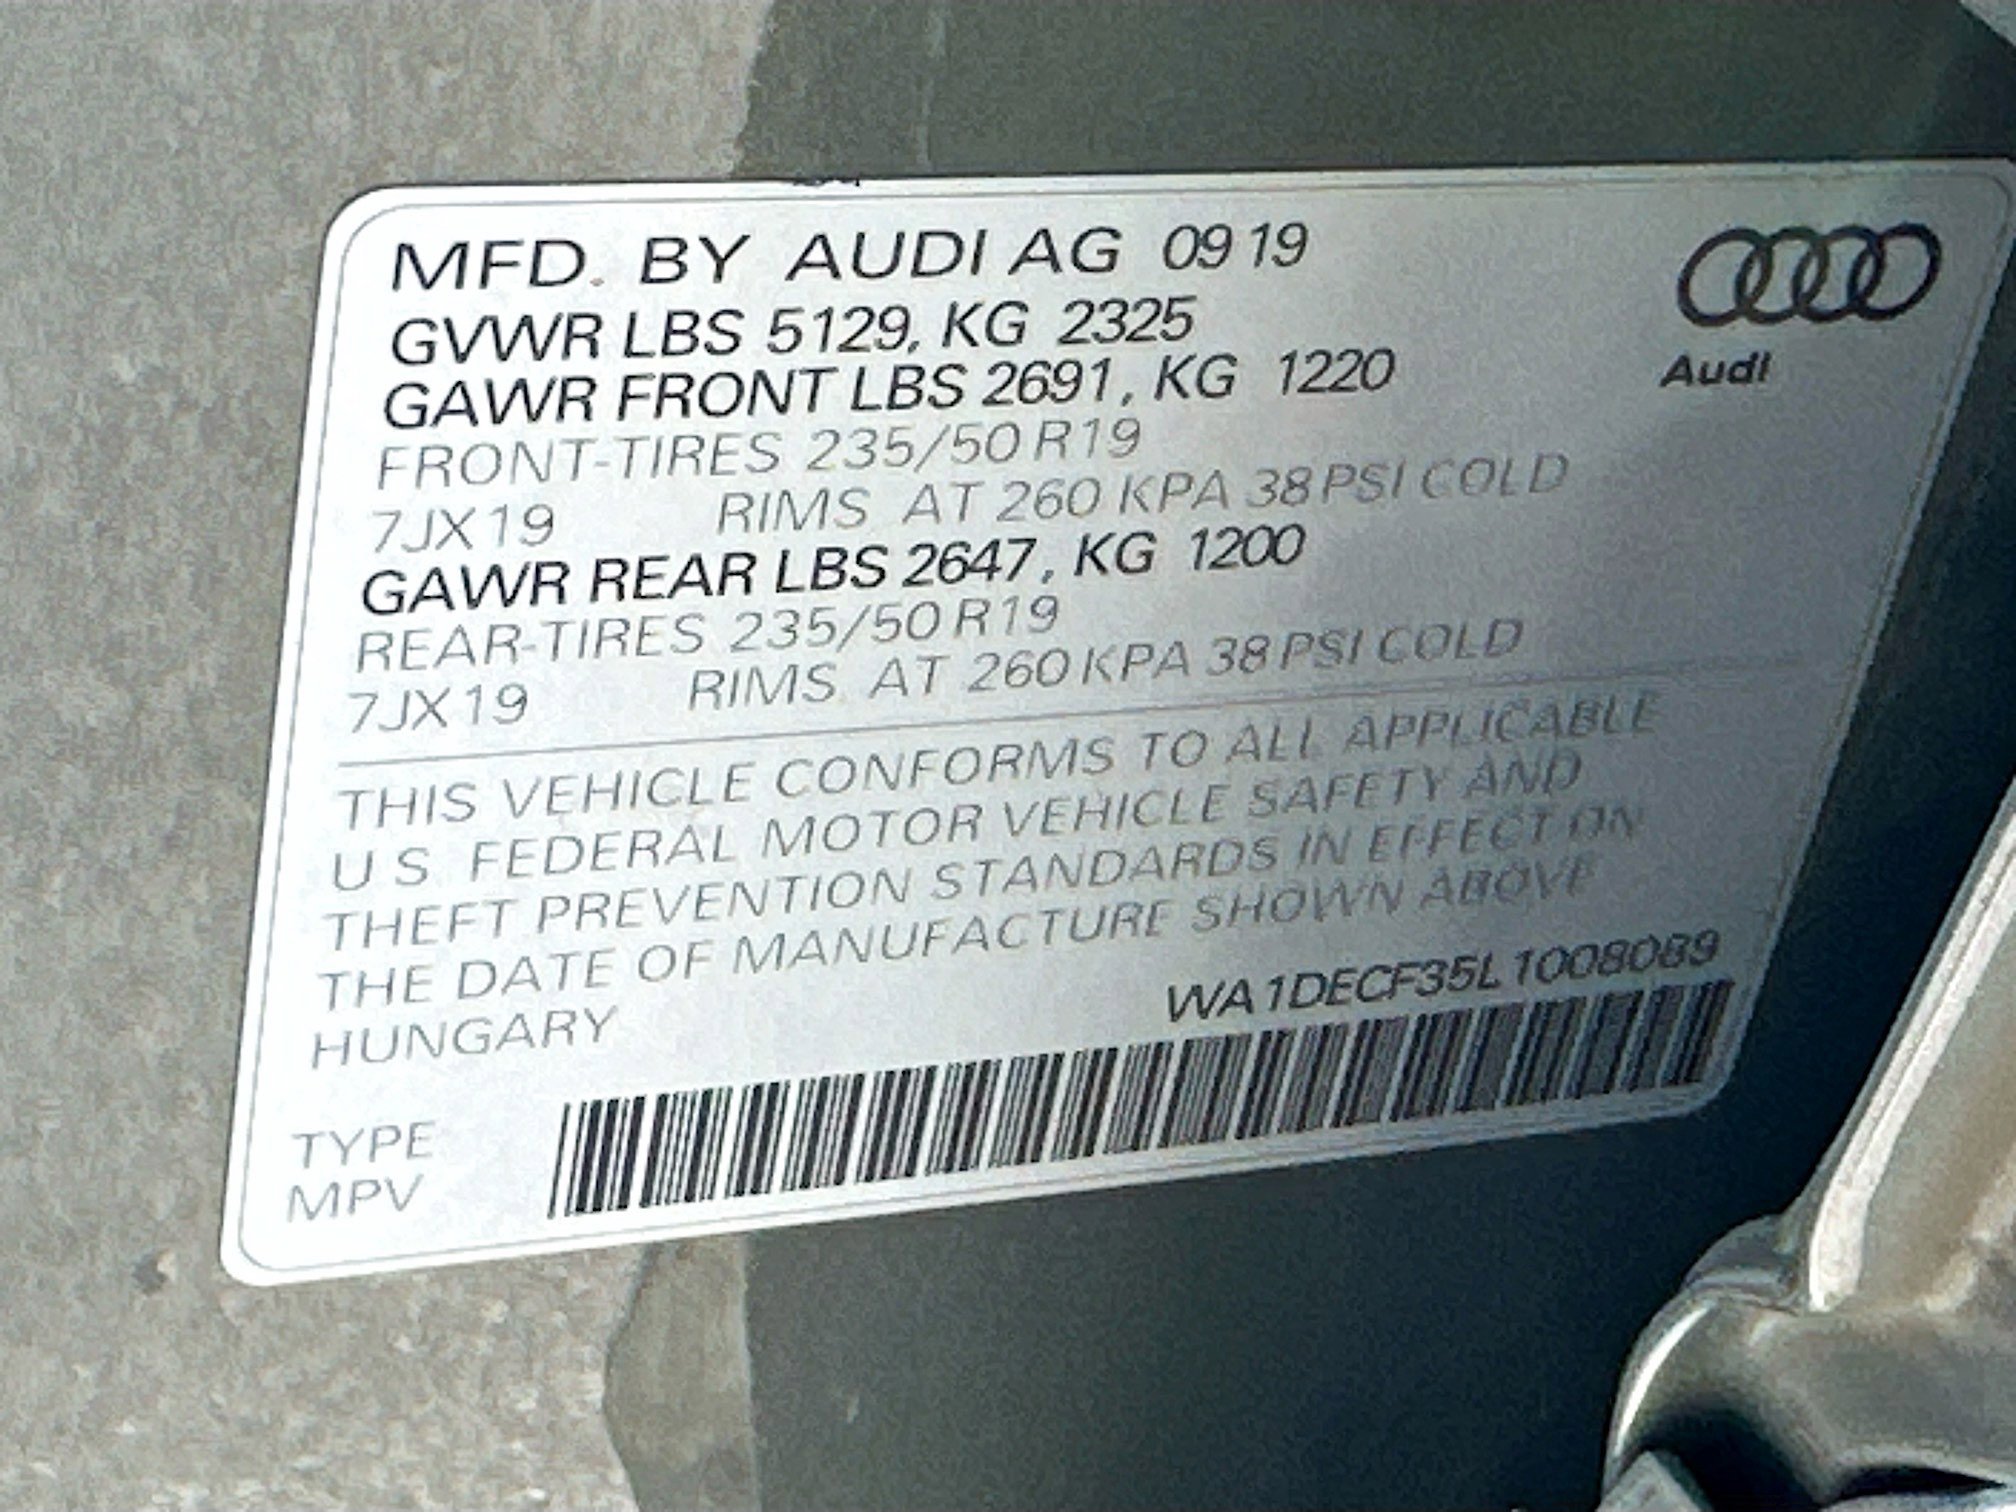 MFD. BY AUDI AG 09 19
GVWR LBS 5129, KG 2325
GAWR FRONT LBS 2691, KG 1220
FRONT-TIRES 235/50 R19
7JX19 RIMS AT 260 KPA 38 PSI COLD
GAWR REAR LBS 2647, KG 1200
REAR-TIRES 235/50 R19
7JX19 RIMS AT 260 KPA 38 PSI COLD
THIS VEHICLE CONFORMS TO ALL APPLICABLE
U S FEDERAL MOTOR VEHICLE SAFETY AND
THEFT PREVENTION STANDARDS IN EFFECT ON
THE DATE OF MANUFACTURE SHOWN ABOVE
HUNGARY
WA1DECF35L1008089
TYPE
MPV
Audi